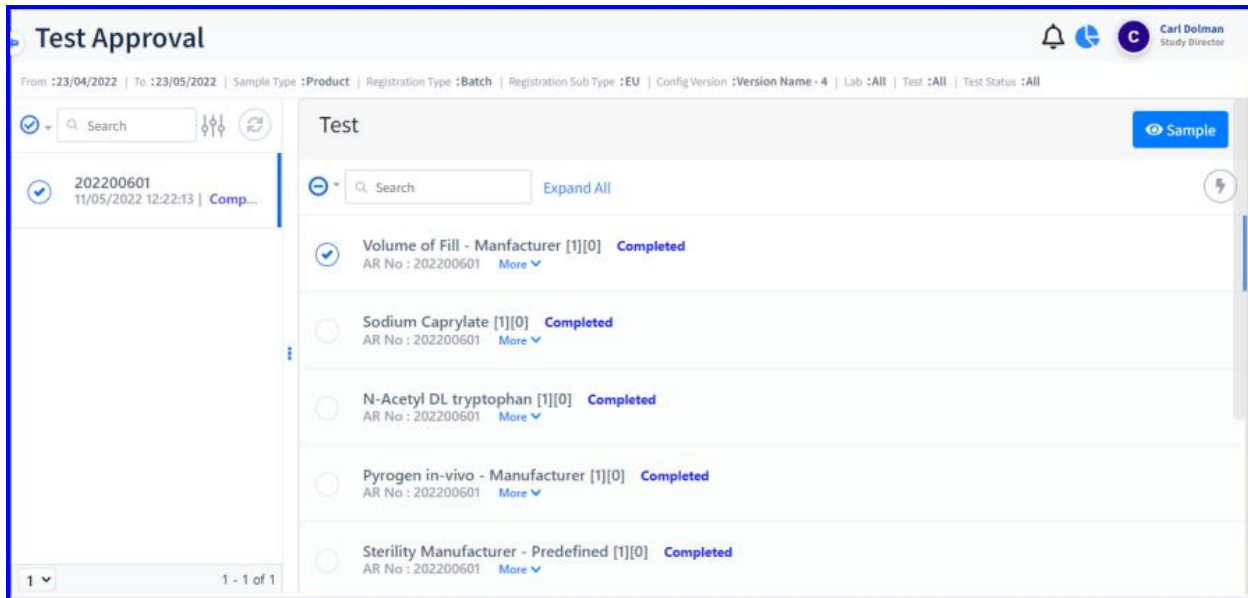 Test Approval
C
Carl Dolman
Study Director
From :23/04/2022 | To :23/05/2022 | Sample Type :Product | Registration Type :Batch | Registration Sub Type :EU | Config Version :Version Name - 4 | Lab :All | Test :All | Test Status :All
Search
Test
Sample
202200601
11/05/2022 12:22:13 | Comp...
Search
Expand All
Volume of Fill - Manfacturer [1][0] Completed
AR No : 202200601 More
Sodium Caprylate [1][0] Completed
AR No : 202200601 More
N-Acetyl DL tryptophan [1][0] Completed
AR No : 202200601 More
Pyrogen in-vivo - Manufacturer [1][0] Completed
AR No : 202200601 More
Sterility Manufacturer - Predefined [1][0] Completed
AR No : 202200601 More
1
1 - 1 of 1